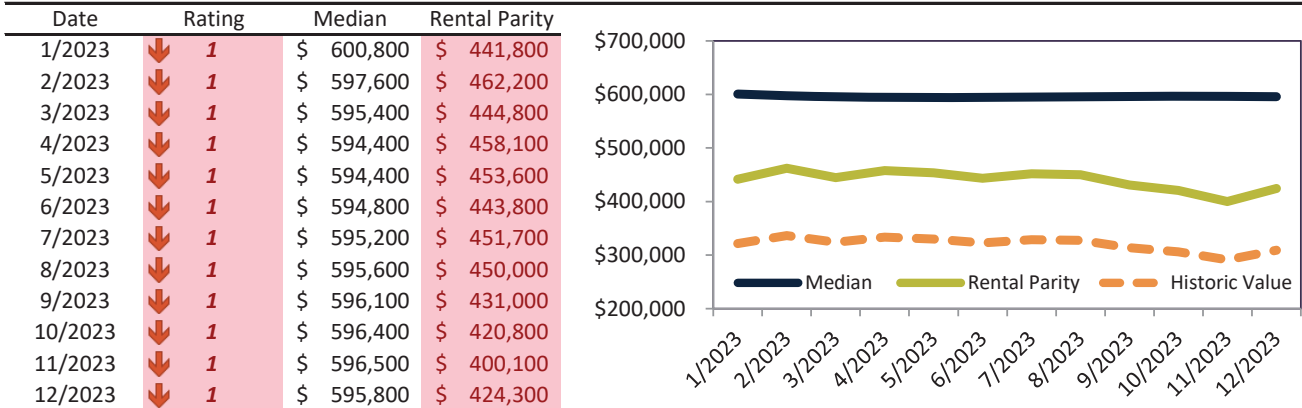 Date Rating Median Rental Parity
1/2023 1 $ 600,800 $ 441,800
2/2023 1 $ 597,600 $ 462,200
3/2023 1 $ 595,400 $ 444,800
4/2023 1 $ 594,400 $ 458,100
5/2023 1 $ 594,400 $ 453,600
6/2023 1 $ 594,800 $ 443,800
7/2023 1 $ 595,200 $ 451,700
8/2023 1 $ 595,600 $ 450,000
9/2023 1 $ 596,100 $ 431,000
10/2023 1 $ 596,400 $ 420,800
11/2023 1 $ 596,500 $ 400,100
12/2023 1 $ 595,800 $ 424,300
$700,000
$600,000
$500,000
$400,000
$300,000
$200,000
Median Rental Parity Historic Value
1/2023 2/2023 3/2023 4/2023 5/2023 6/2023 7/2023 8/2023 9/2023 10/2023 11/2023 12/2023